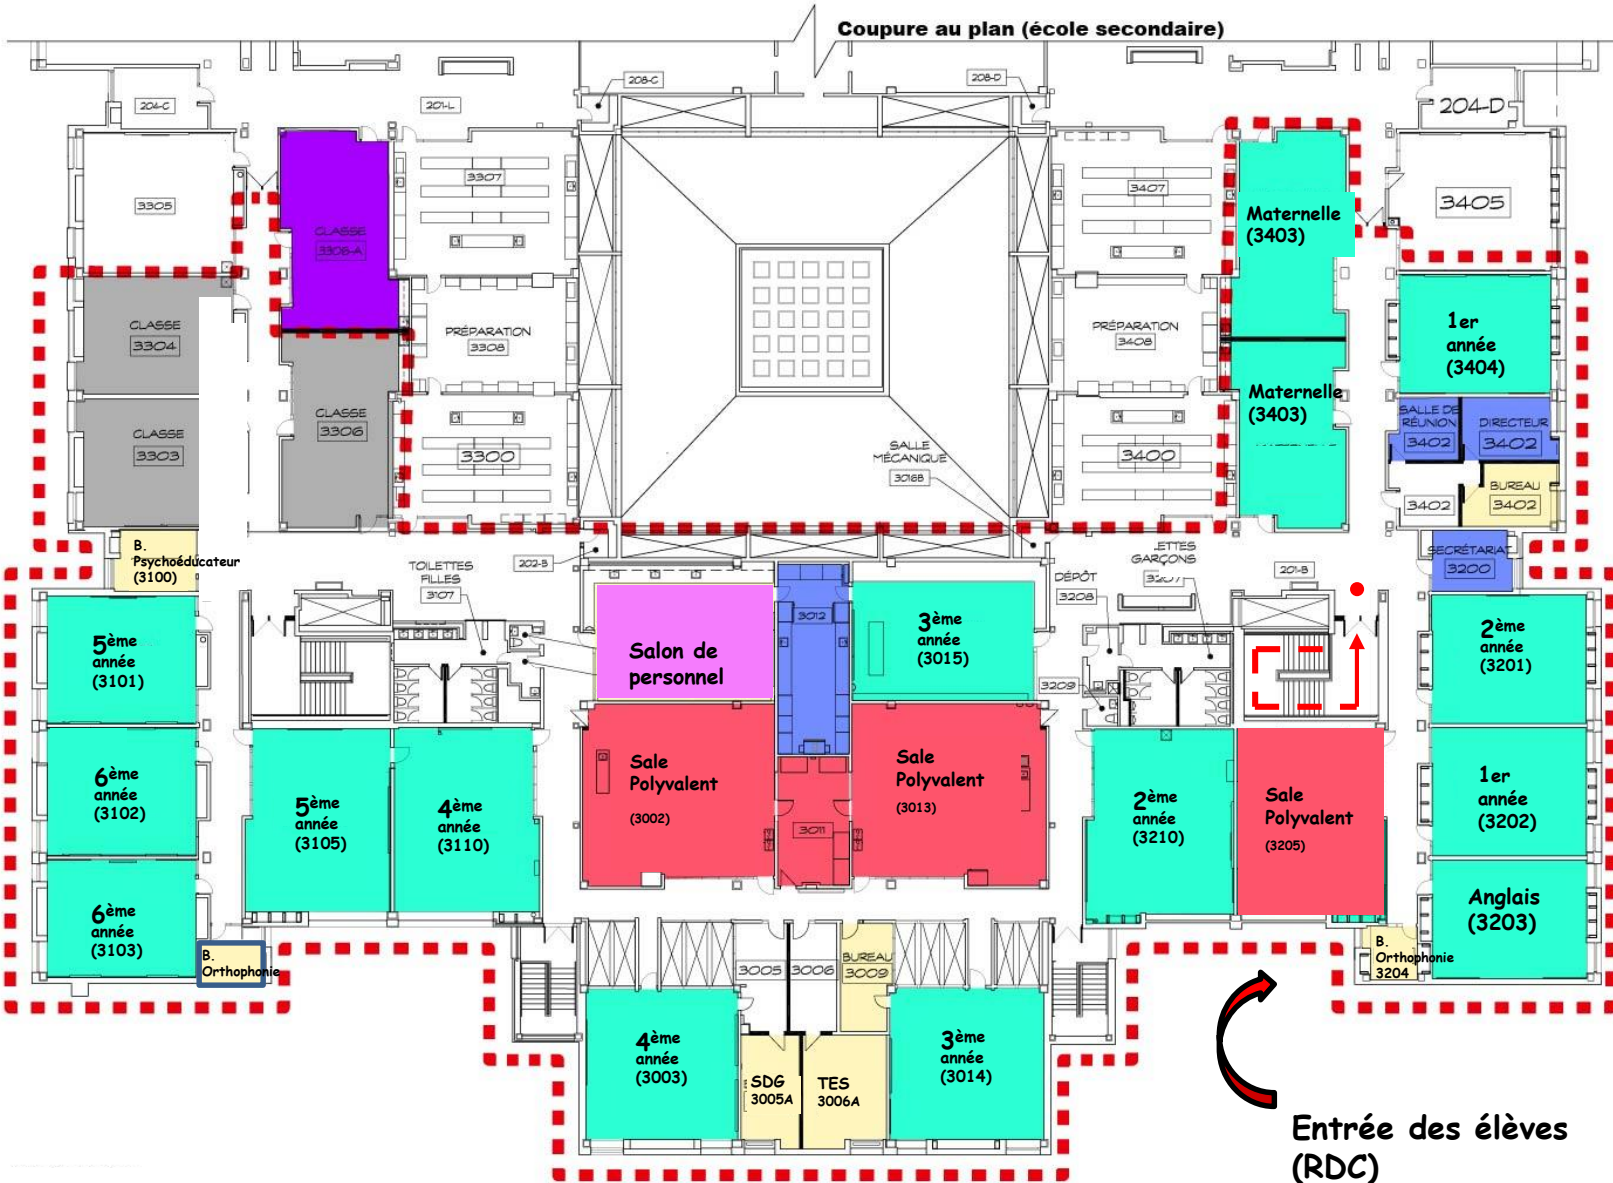 Coupure au plan (école secondaire)
208-C
208-D
204-C
201-L
204-D
3305
CLASSE
3306-A
3307
3407
Maternelle
(3403)
3405
CLASSE
3304
PRÉPARATION
3308
PRÉPARATION
3408
1er
année
(3404)
CLASSE
3303
CLASSE
3306
3300
SALLE
MÉCANIQUE
3016B
3400
Maternelle
(3403)
SALLE DE
RÉUNION
3402
DIRECTEUR
3402
3402
BUREAU
3402
B.
Psychoéducateur
(3100)
TOILETTES
FILLES
3107
202-B
DÉPÔT
3208
ETTES
GARÇONS
3207
201-B
SECRÉTARIAT
3200
5ème
année
(3101)
Salon de
personnel
3012
3ème
année
(3015)
3209
2ème
année
(3201)
6ème
année
(3102)
5ème
année
(3105)
4ème
année
(3110)
Sale
Polyvalent
(3002)
3011
Sale
Polyvalent
(3013)
2ème
année
(3210)
Sale
Polyvalent
(3205)
1er
année
(3202)
6ème
année
(3103)
B.
Orthophonie
3005
3006
BUREAU
3009
B.
Orthophonie
3204
Anglais
(3203)
4ème
année
(3003)
SDG
3005A
TES
3006A
3ème
année
(3014)
Entrée des élèves
(RDC)